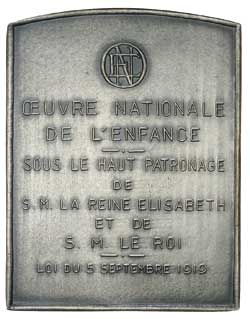 ŒUVRE NATIONALE
DE L'ENFANCE
SOUS LE HAUT PATRONAGE
DE
S. M. LA REINE ELISABETH
ET DE
S. M. LE ROI
LOI DU 5 SEPTEMBRE 1919